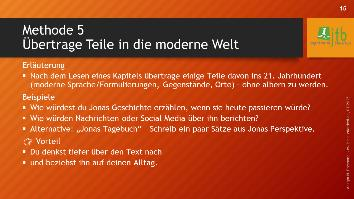 16
Methode 5
Übertrage Teile in die moderne Welt
jtb
Erläuterung
▪ Nach dem Lesen eines Kapitels übertrage einige Teile davon ins 21. Jahrhundert
(moderne Sprache/Formulierungen, Gegenstände, Orte) – ohne albern zu werden.
Beispiele
▪ Wie würdest du Jonas Geschichte erzählen, wenn sie heute passieren würde?
▪ Wie würden Nachrichten oder Social Media über ihn berichten?
▪ Alternative: „Jonas Tagebuch“ – Schreib ein paar Sätze aus Jonas Perspektive.
Vorteil
▪ Du denkst tiefer über den Text nach
▪ und beziehst ihn auf deinen Alltag.